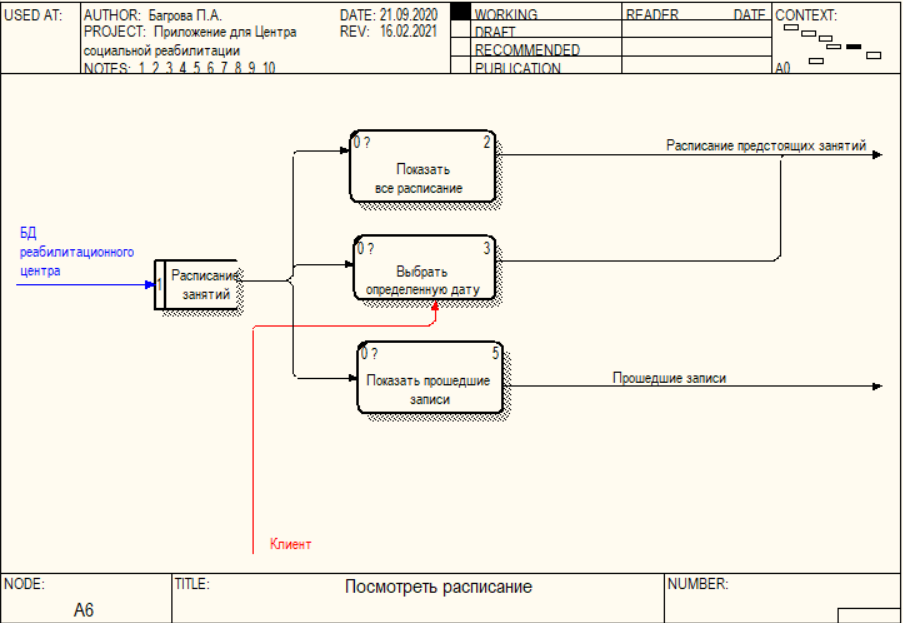 USED AT:
AUTHOR: Багрова П.А.
DATE: 21.09.2020
PROJECT: Приложение для Центра
REV: 16.02.2021
социальной реабилитации
NOTES: 1 2 3 4 5 6 7 8 9 10
WORKING
READER
DATE
DRAFT
RECOMMENDED
PUBLICATION
CONTEXT:
A0
0 ?
2
Показать
все расписание
Расписание предстоящих занятий
БД
реабилитационного
центра
1
Расписание
занятий
0 ?
3
Выбрать
определенную дату
0 ?
5
Показать прошедшие
записи
Прошедшие записи
Клиент
NODE:
A6
TITLE:
Посмотреть расписание
NUMBER: